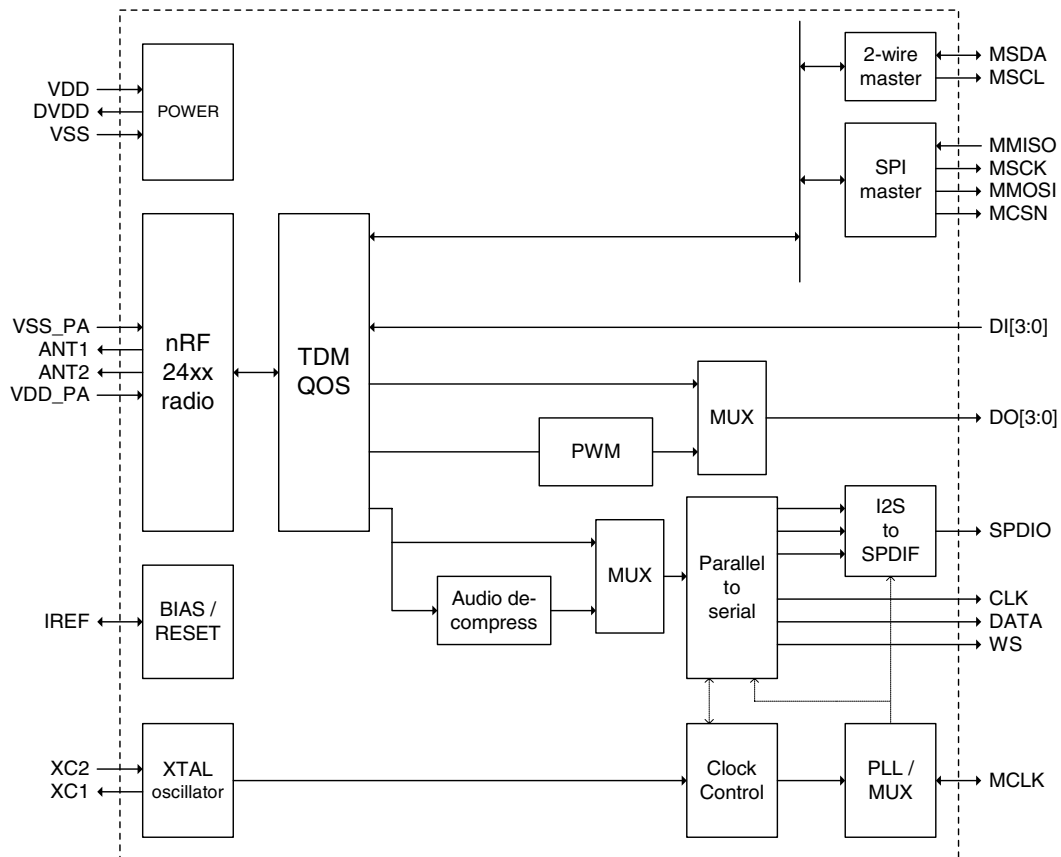 VDD
DVDD
VSS
POWER
2-wire
master
MSDA
MSCL
SPI
master
MMISO
MSCK
MMOSI
MCSN
VSS_PA
ANT1
ANT2
VDD_PA
nRF
24xx
radio
TDM
QOS
DI[3:0]
MUX
DO[3:0]
PWM
I2S
to
SPDIF
SPDIO
MUX
Parallel
to
serial
Audio de-
compress
CLK
DATA
WS
IREF
BIAS /
RESET
XC2
XC1
XTAL
oscillator
Clock
Control
PLL /
MUX
MCLK